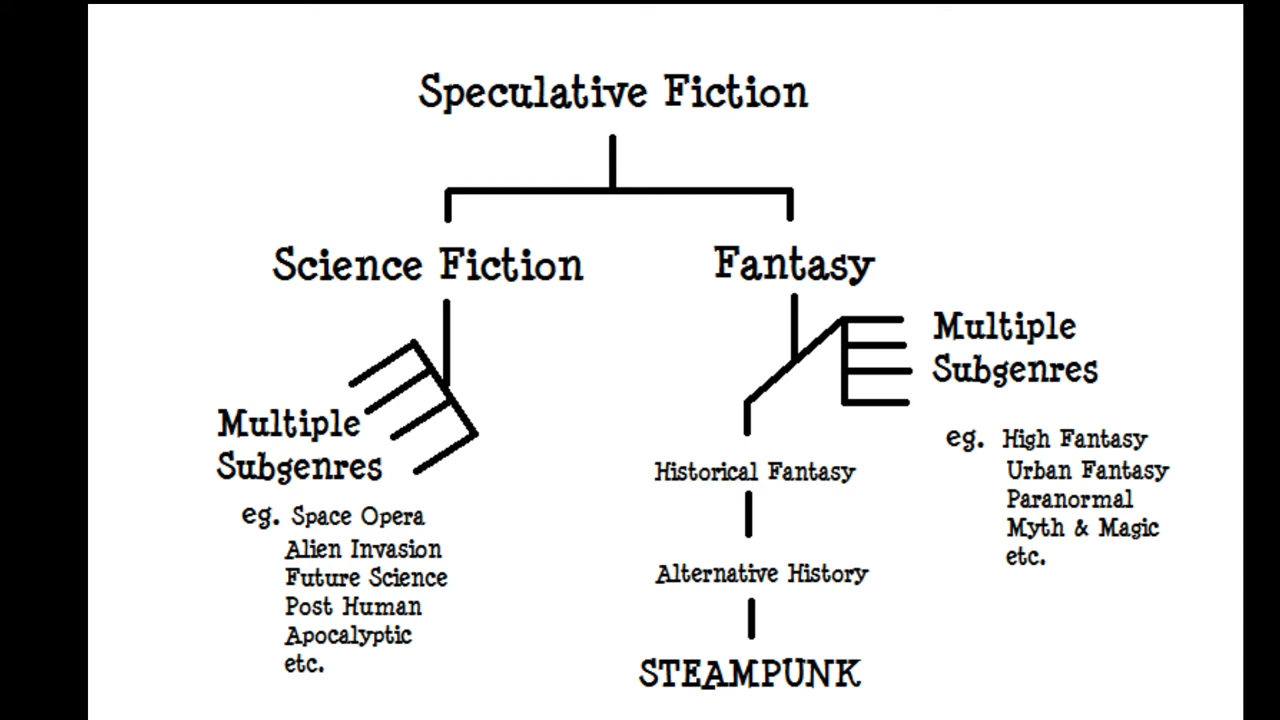 Speculative Fiction
Science Fiction
Fantasy
Multiple
Subgenres
eg. Space Opera
Alien Invasion
Future Science
Post Human
Apocalyptic
etc.
Historical Fantasy
Alternative History
STEAMPUNK
Multiple
Subgenres
eg. High Fantasy
Urban Fantasy
Paranormal
Myth & Magic
etc.